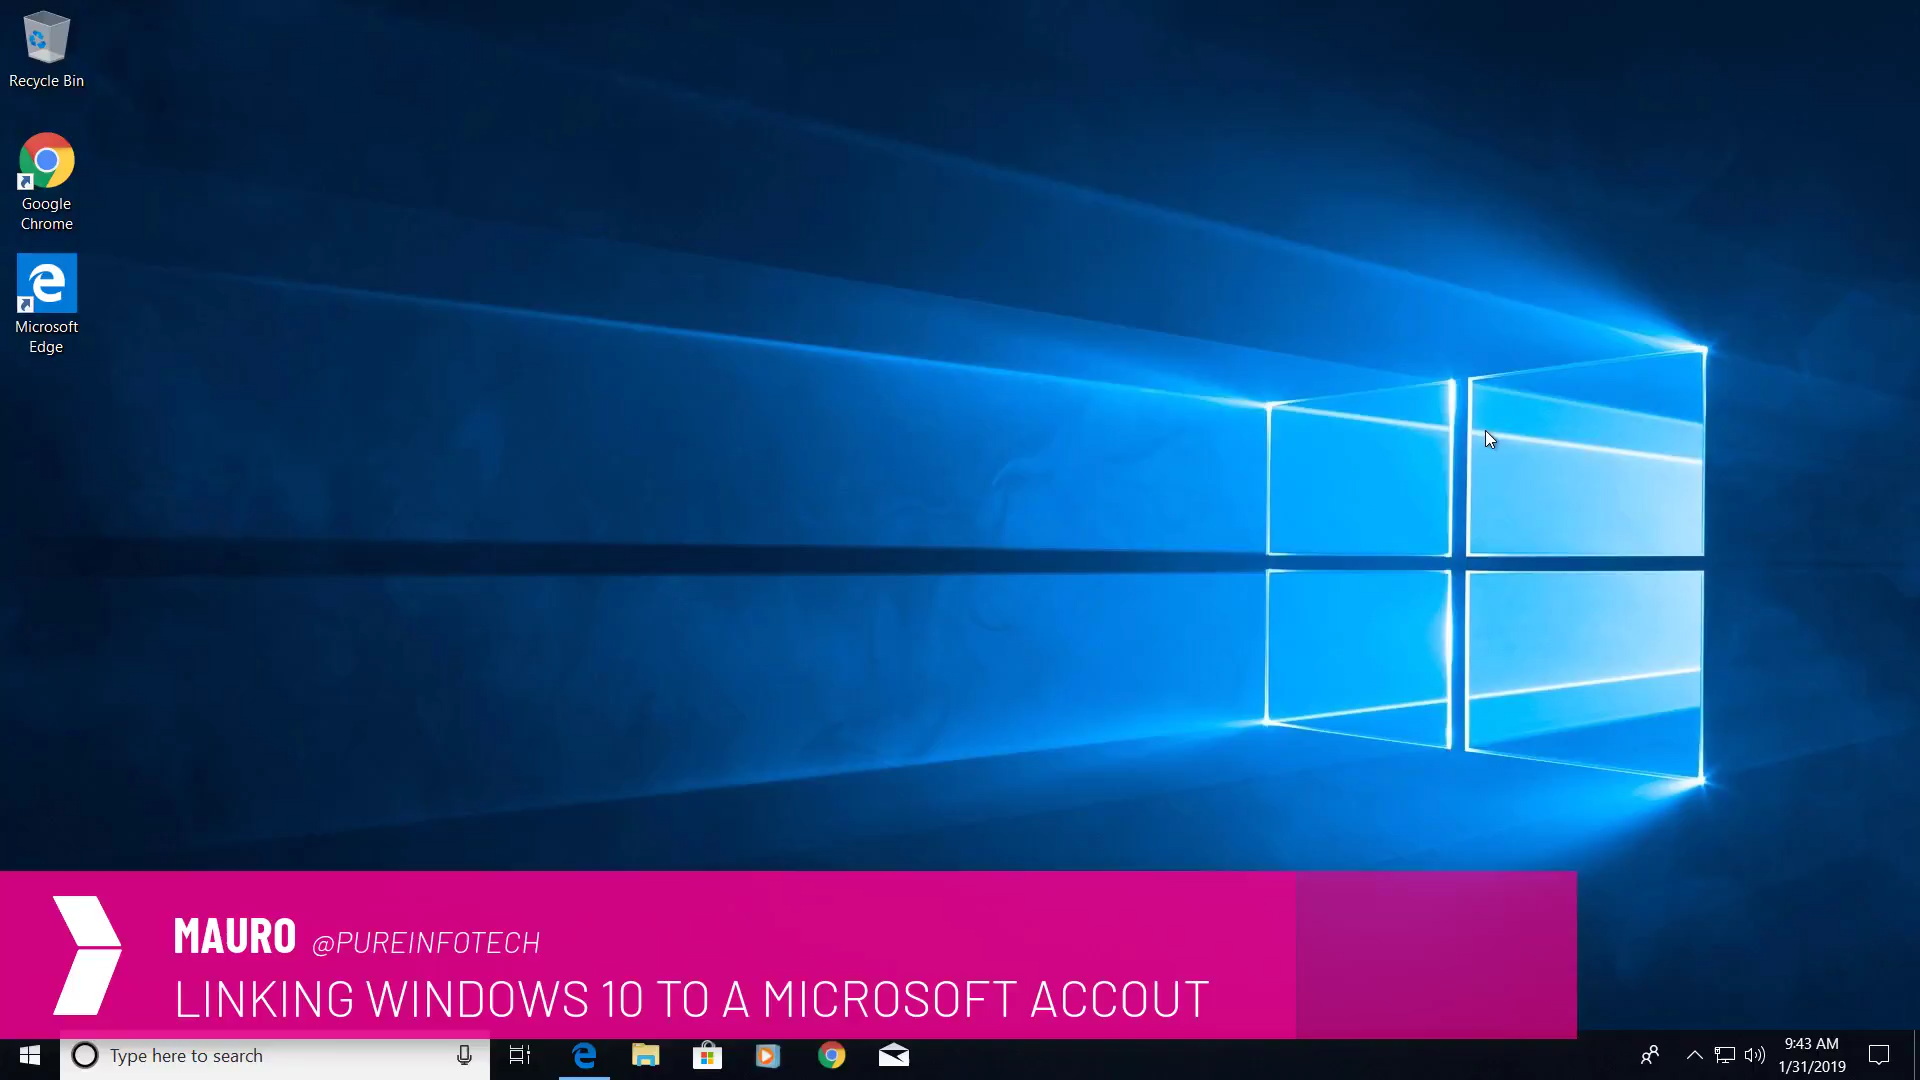 Recycle Bin
Google
Chrome
Microsoft
Edge
MAURO @PUREINFOTECH
LINKING WINDOWS 10 TO A MICROSOFT ACCOUT
Type here to search
9:43 AM
1/31/2019